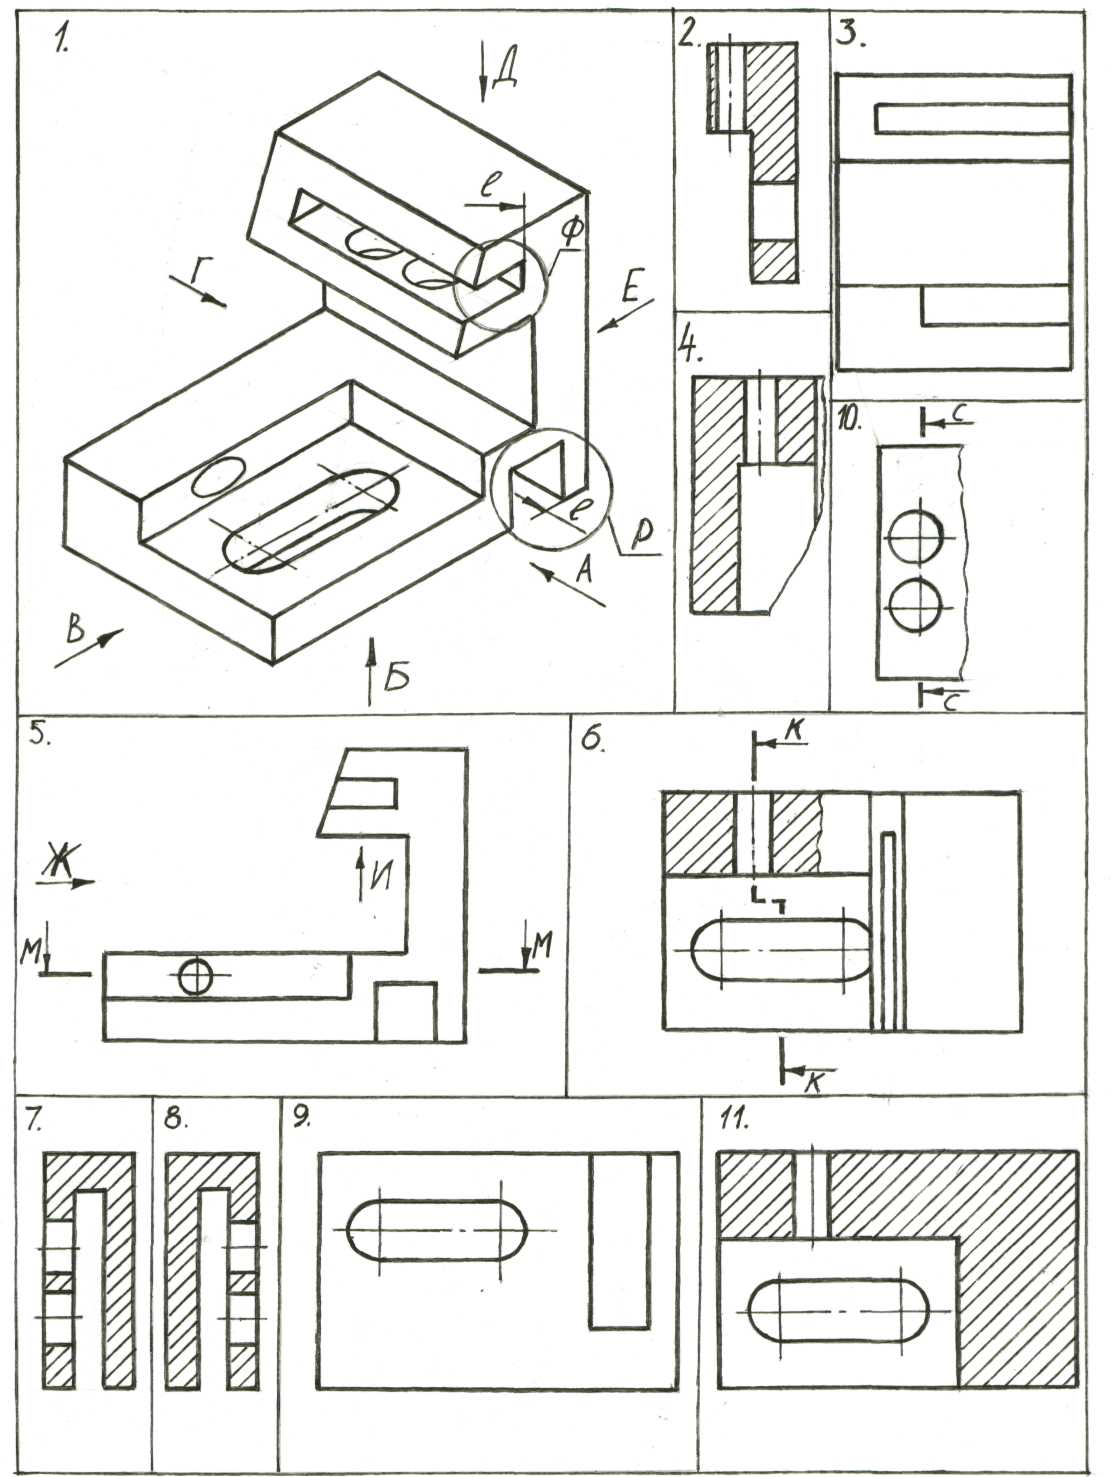 1.
Д
е
Ф
Г
Е
е
Р
А
В
Б
2.
3.
4.
10.
С
С
5.
Ж
И
М
М
6.
К
К
7.
8.
9.
11.